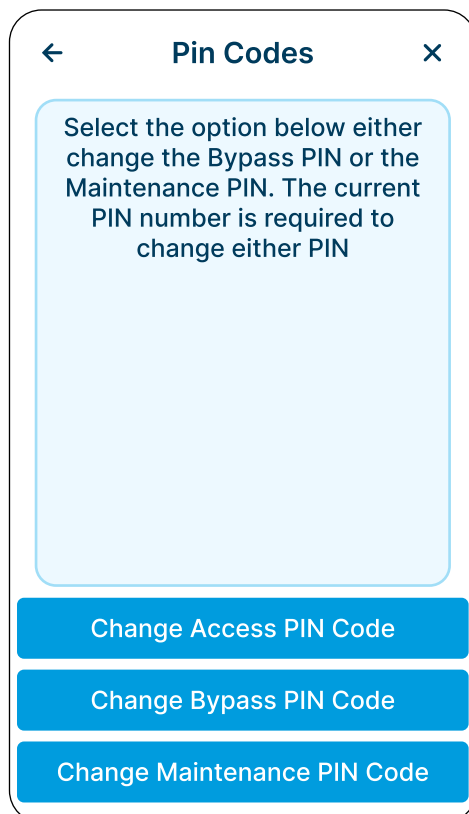 Pin Codes
Select the option below either
change the Bypass PIN or the
Maintenance PIN. The current
PIN number is required to
change either PIN
Change Access PIN Code
Change Bypass PIN Code
Change Maintenance PIN Code